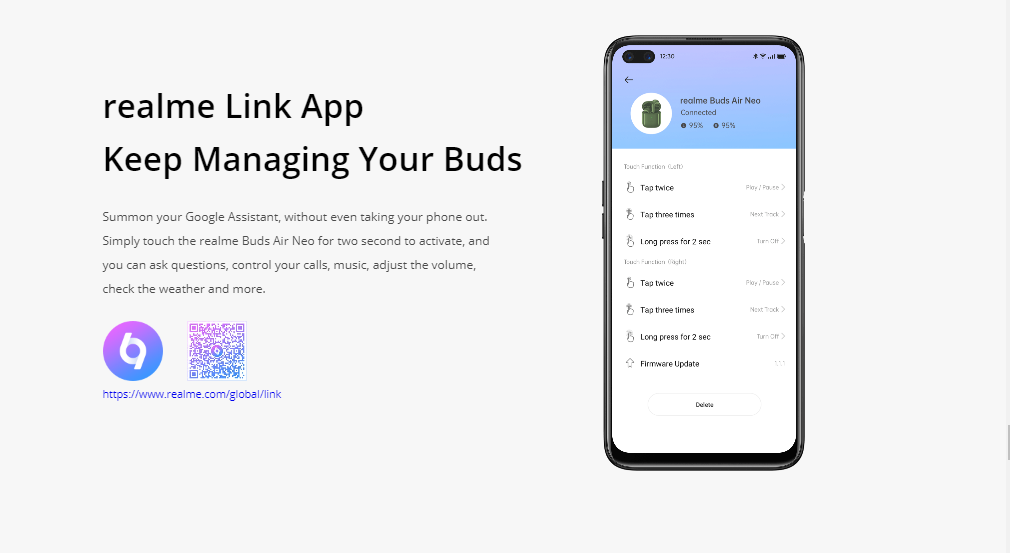 realme Link App
Keep Managing Your Buds
Summon your Google Assistant, without even taking your phone out.
Simply touch the realme Buds Air Neo for two second to activate, and
you can ask questions, control your calls, music, adjust the volume,
check the weather and more.
https://www.realme.com/global/link
12:30
realme Buds Air Neo
Connected
95% 95%
Touch Function (Left)
Tap twice Play / Pause
Tap three times Next Track
Long press for 2 sec Turn Off
Touch Function (Right)
Tap twice Play / Pause
Tap three times Next Track
Long press for 2 sec Turn Off
Firmware Update 1.1.1
Delete